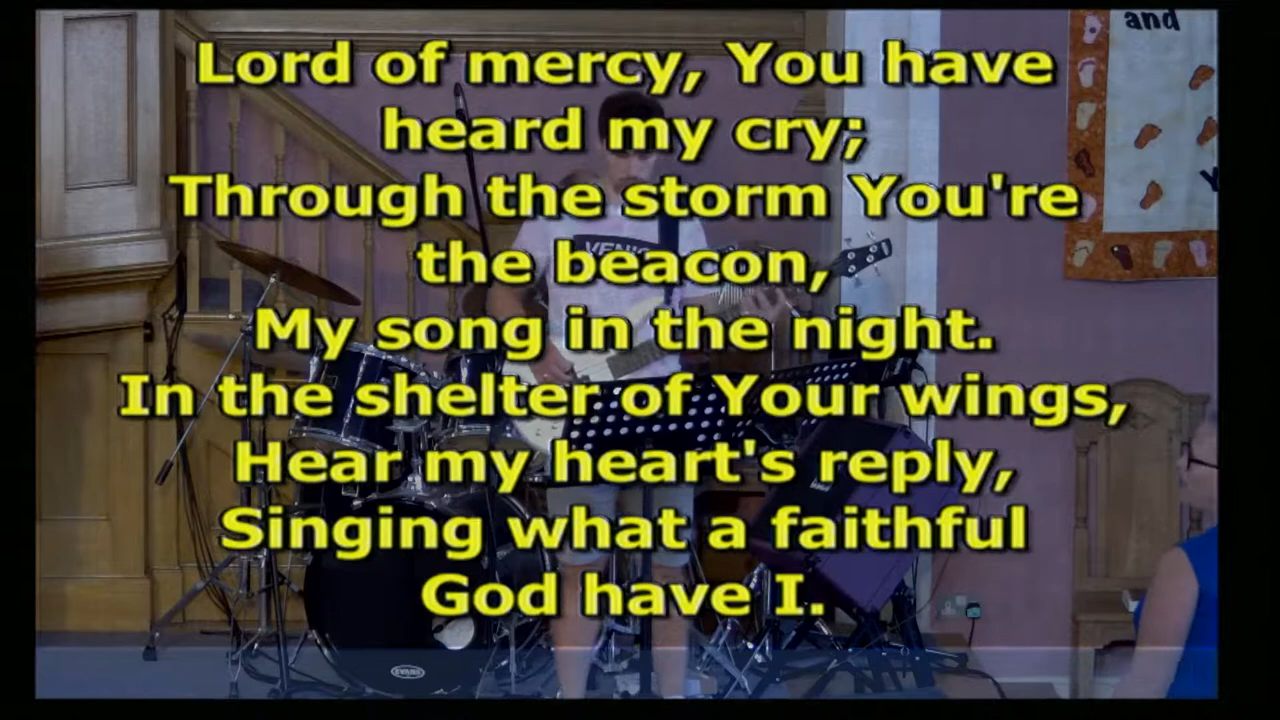 and
Lord of mercy, You have
heard my cry;
Through the storm You're
the beacon,
My song in the night.
In the shelter of Your wings,
Hear my heart's reply,
Singing what a faithful
God have I.
EVANS